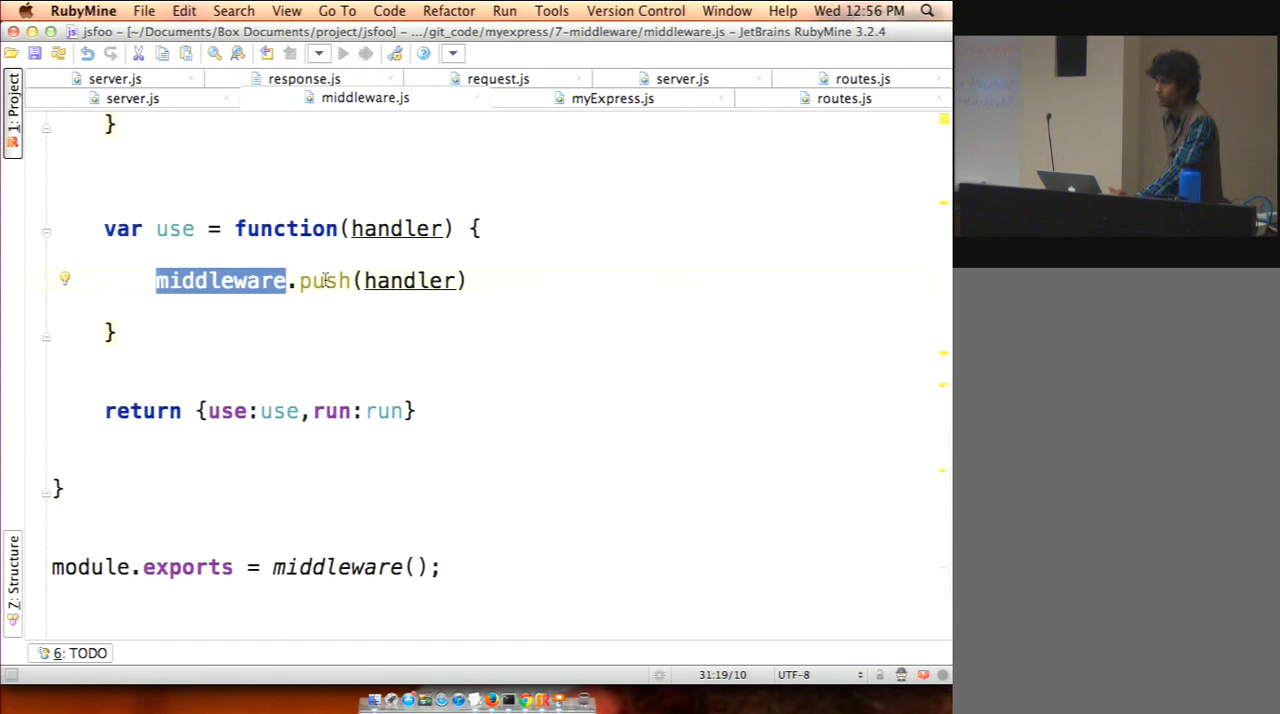 RubyMine File Edit Search View Go To Code Refactor Run Tools Version Control Window Help Wed 12:56 PM
jsfoo - [~/Documents/Box Documents/project/jsfoo] - .../git_code/myexpress/7-middleware/middleware.js - JetBrains RubyMine 3.2.4
server.js response.js request.js server.js routes.js
server.js middleware.js myExpress.js routes.js
1: Project
}
var use = function(handler) {
middleware.push(handler)
}
return {use:use,run:run}
}
module.exports = middleware();
7: Structure
6: TODO
31:19/10 UTF-8